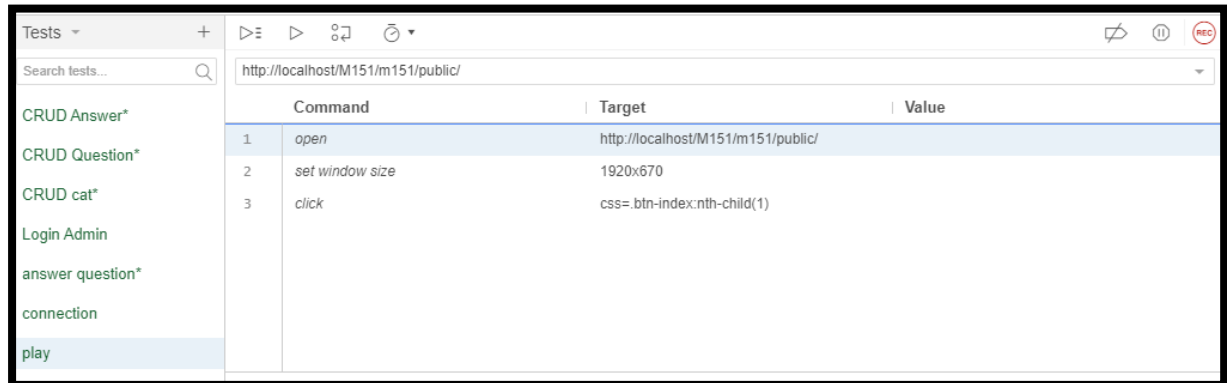 Tests
REC
Search tests...
http://localhost/M151/m151/public/
Command Target Value
1 open http://localhost/M151/m151/public/
2 set window size 1920x670
3 click css=.btn-index:nth-child(1)
CRUD Answer*
CRUD Question*
CRUD cat*
Login Admin
answer question*
connection
play